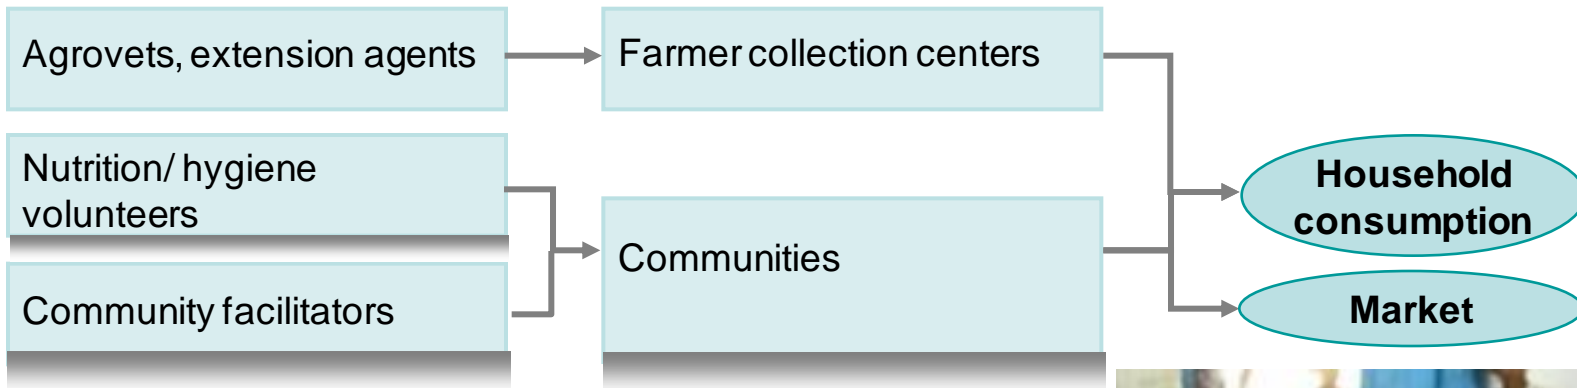 Agrovets, extension agents
Farmer collection centers
Nutrition/ hygiene
volunteers
Communities
Community facilitators
Household
consumption
Market